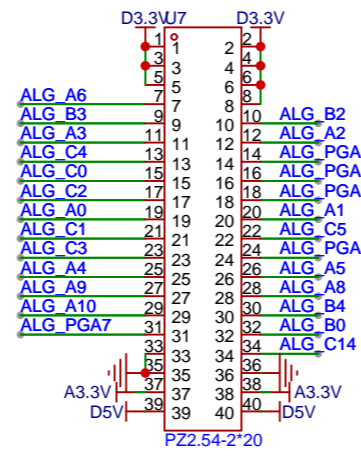 D3.3V U7 D3.3V
1 1 2 2
3 3 4 4
5 5 6 6
ALG_A6 7 7 8 8
ALG_B3 9 9 10 10 ALG_B2
ALG_A3 11 11 12 12 ALG_A2
ALG_C4 13 13 14 14 ALG_PGA
ALG_C0 15 15 16 16 ALG_PGA
ALG_C2 17 17 18 18 ALG_PGA
ALG_A0 19 19 20 20 ALG_A1
ALG_C1 21 21 22 22 ALG_C5
ALG_C3 23 23 24 24 ALG_PGA
ALG_A4 25 25 26 26 ALG_A5
ALG_A9 27 27 28 28 ALG_A8
ALG_A10 29 29 30 30 ALG_B4
ALG_PGA7 31 31 32 32 ALG_B0
33 33 34 34 ALG_C14
35 35 36 36
A3.3V 37 37 38 38 A3.3V
D5V 39 39 40 40 D5V
PZ2.54-2*20